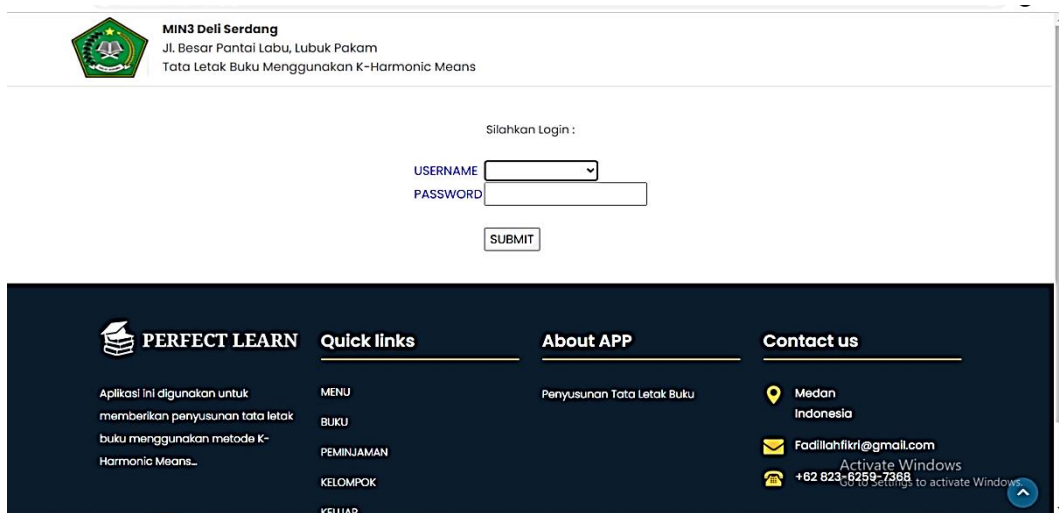 MIN3 Deli Serdang
Jl. Besar Pantai Labu, Lubuk Pakam
Tata Letak Buku Menggunakan K-Harmonic Means
Silahkan Login :
USERNAME
PASSWORD
SUBMIT
PERFECT LEARN
Aplikasi ini digunakan untuk
memberikan penyusunan tata letak
buku menggunakan metode K-
Harmonic Means...
Quick links
MENU
BUKU
PEMINJAMAN
KELOMPOK
KELUAR
About APP
Penyusunan Tata Letak Buku
Contact us
Medan
Indonesia
Fadillahfikri@gmail.com
+62 823-6259-7368
Activate Windows
Go to Settings to activate Windows.